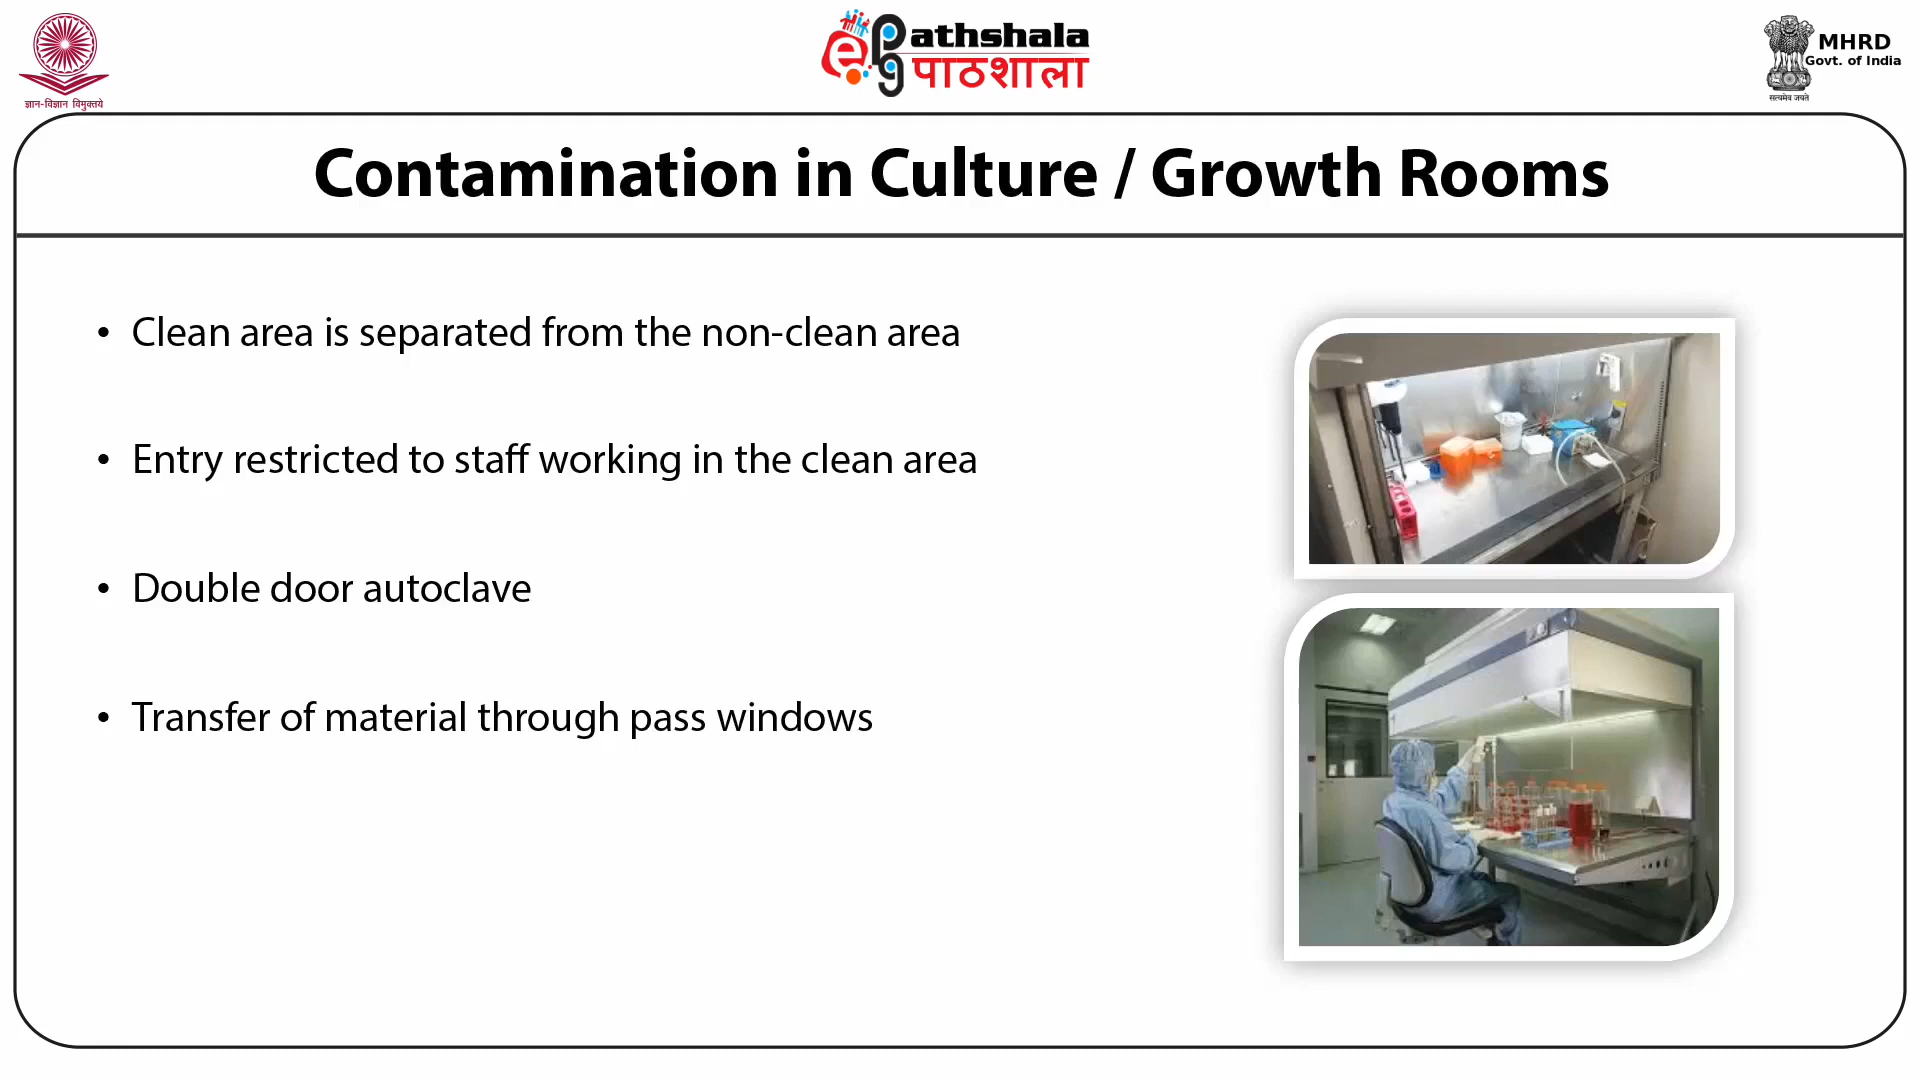 ज्ञान-विज्ञान विमुक्तये
ePathshala
पाठशाला
सत्यमेव जयते
MHRD
Govt. of India
Contamination in Culture / Growth Rooms
• Clean area is separated from the non-clean area
• Entry restricted to staff working in the clean area
• Double door autoclave
• Transfer of material through pass windows